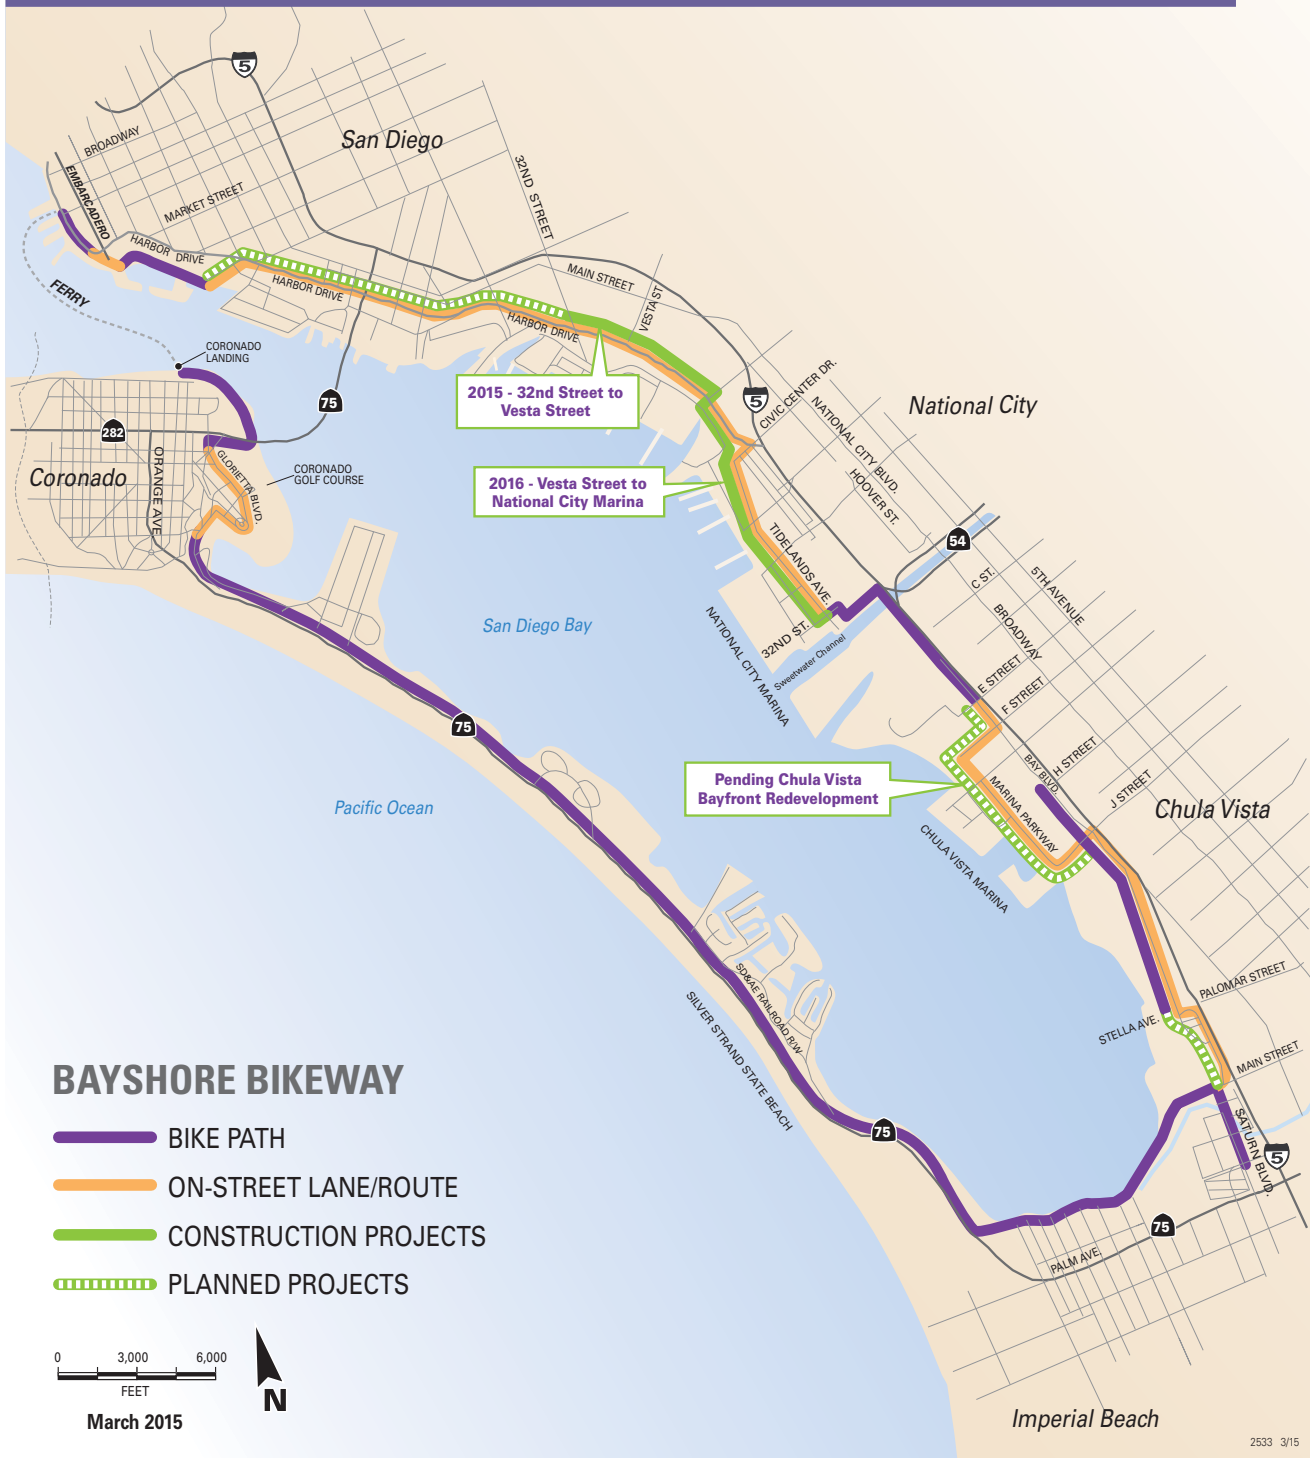 5
San Diego
BROADWAY
EMBARCADERO
MARKET STREET
32ND STREET
HARBOR DRIVE
HARBOR DRIVE
HARBOR DRIVE
MAIN STREET
VESTA ST
FERRY
CORONADO
LANDING
75
282
Coronado
ORANGE AVE
GLORIETTA BLVD.
CORONADO
GOLF COURSE
2015 - 32nd Street to
Vesta Street
5
CIVIC CENTER DR.
National City
NATIONAL CITY BLVD.
HOOVER ST.
2016 - Vesta Street to
National City Marina
TIDELANDS AVE.
54
C ST.
5TH AVENUE
BROADWAY
San Diego Bay
NATIONAL CITY MARINA
32ND ST.
Sweetwater Channel
E STREET
F STREET
75
Pacific Ocean
Pending Chula Vista
Bayfront Redevelopment
BAY BLVD.
H STREET
J STREET
MARINA PARKWAY
CHULA VISTA MARINA
Chula Vista
SD&AE RAILROAD R/W
SILVER STRAND STATE BEACH
PALOMAR STREET
STELLA AVE.
MAIN STREET
SATURN BLVD.
5
75
75
PALM AVE.
Imperial Beach
BAYSHORE BIKEWAY
BIKE PATH
ON-STREET LANE/ROUTE
CONSTRUCTION PROJECTS
PLANNED PROJECTS
0 3,000 6,000
FEET
N
March 2015
2533 3/15